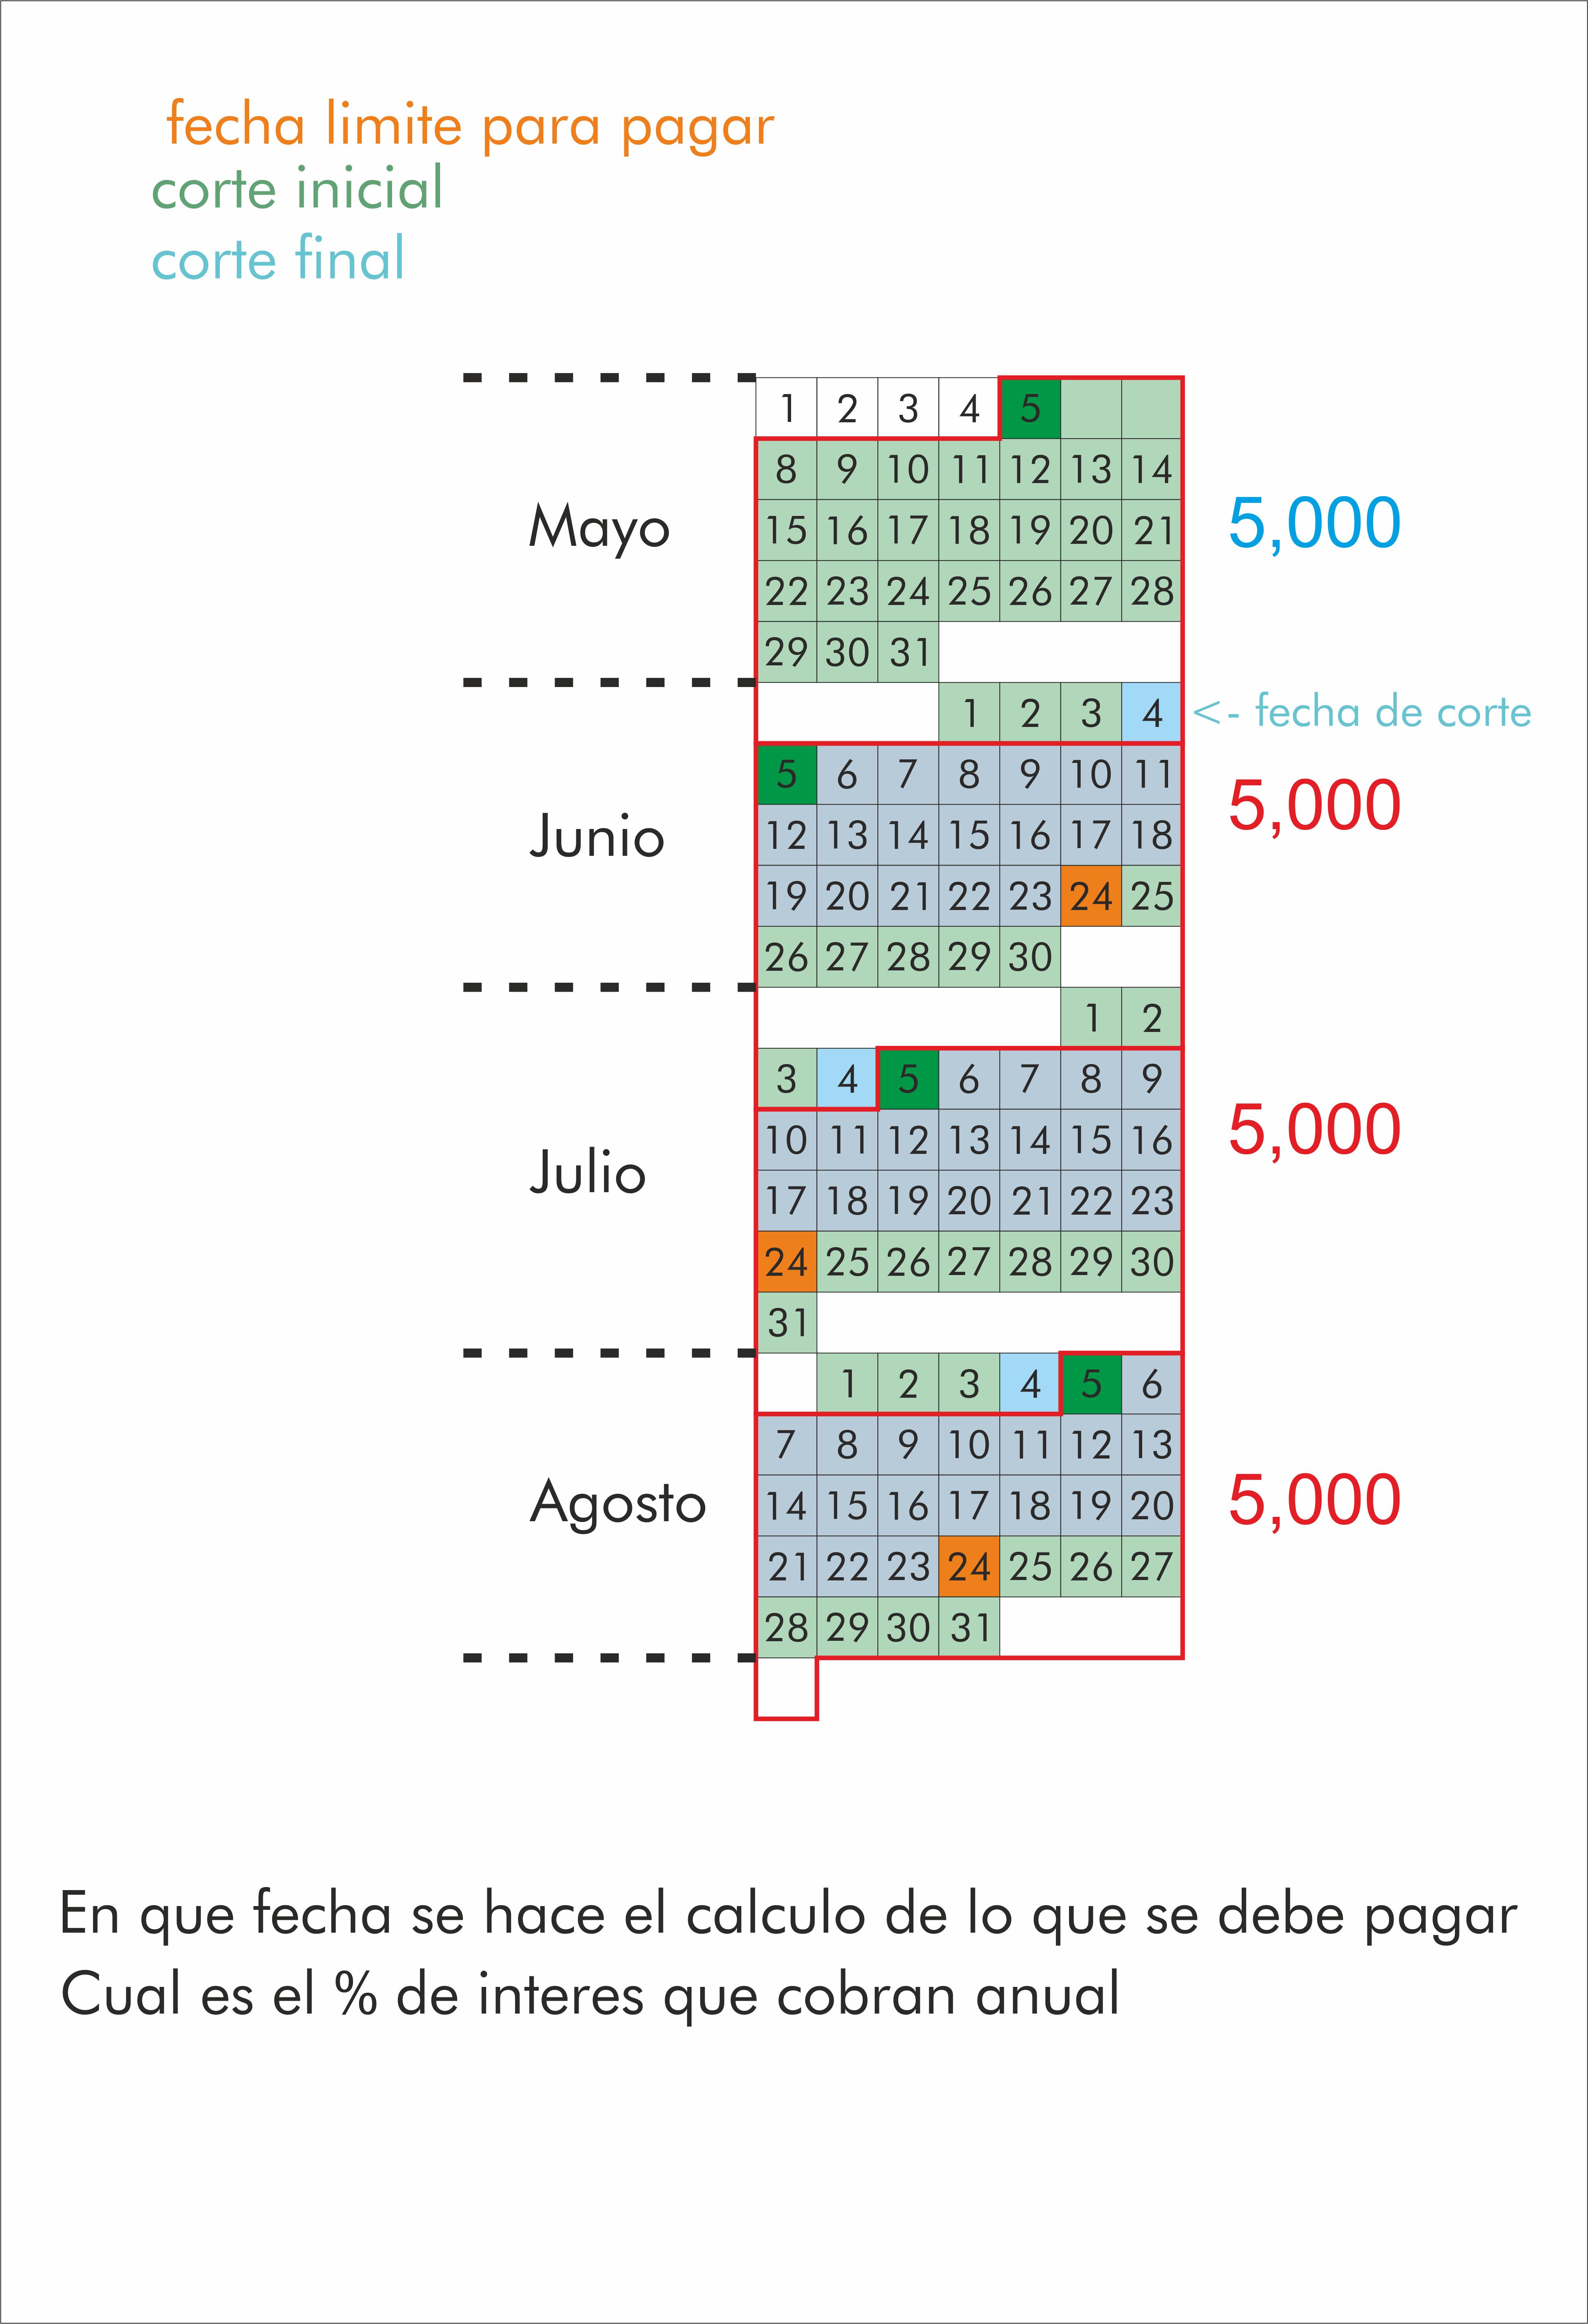 fecha limite para pagar
corte inicial
corte final
1 2 3 4 5
8 9 10 11 12 13 14
Mayo
5,000
15 16 17 18 19 20 21
22 23 24 25 26 27 28
29 30 31
1 2 3 4 <- fecha de corte
5 6 7 8 9 10 11
5,000
Junio
12 13 14 15 16 17 18
19 20 21 22 23 24 25
26 27 28 29 30
1 2
3 4 5 6 7 8 9
5,000
10 11 12 13 14 15 16
Julio
17 18 19 20 21 22 23
24 25 26 27 28 29 30
31
1 2 3 4 5 6
7 8 9 10 11 12 13
Agosto
14 15 16 17 18 19 20
5,000
21 22 23 24 25 26 27
28 29 30 31
En que fecha se hace el calculo de lo que se debe pagar
Cual es el % de interes que cobran anual